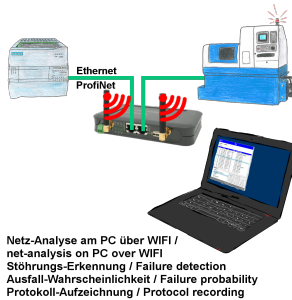 Ethernet
ProfiNet
Netz-Analyse am PC über WIFI /
net-analysis on PC over WIFI
Störungs-Erkennung / Failure detection
Ausfall-Wahrscheinlichkeit / Failure probability
Protokoll-Aufzeichnung / Protocol recording